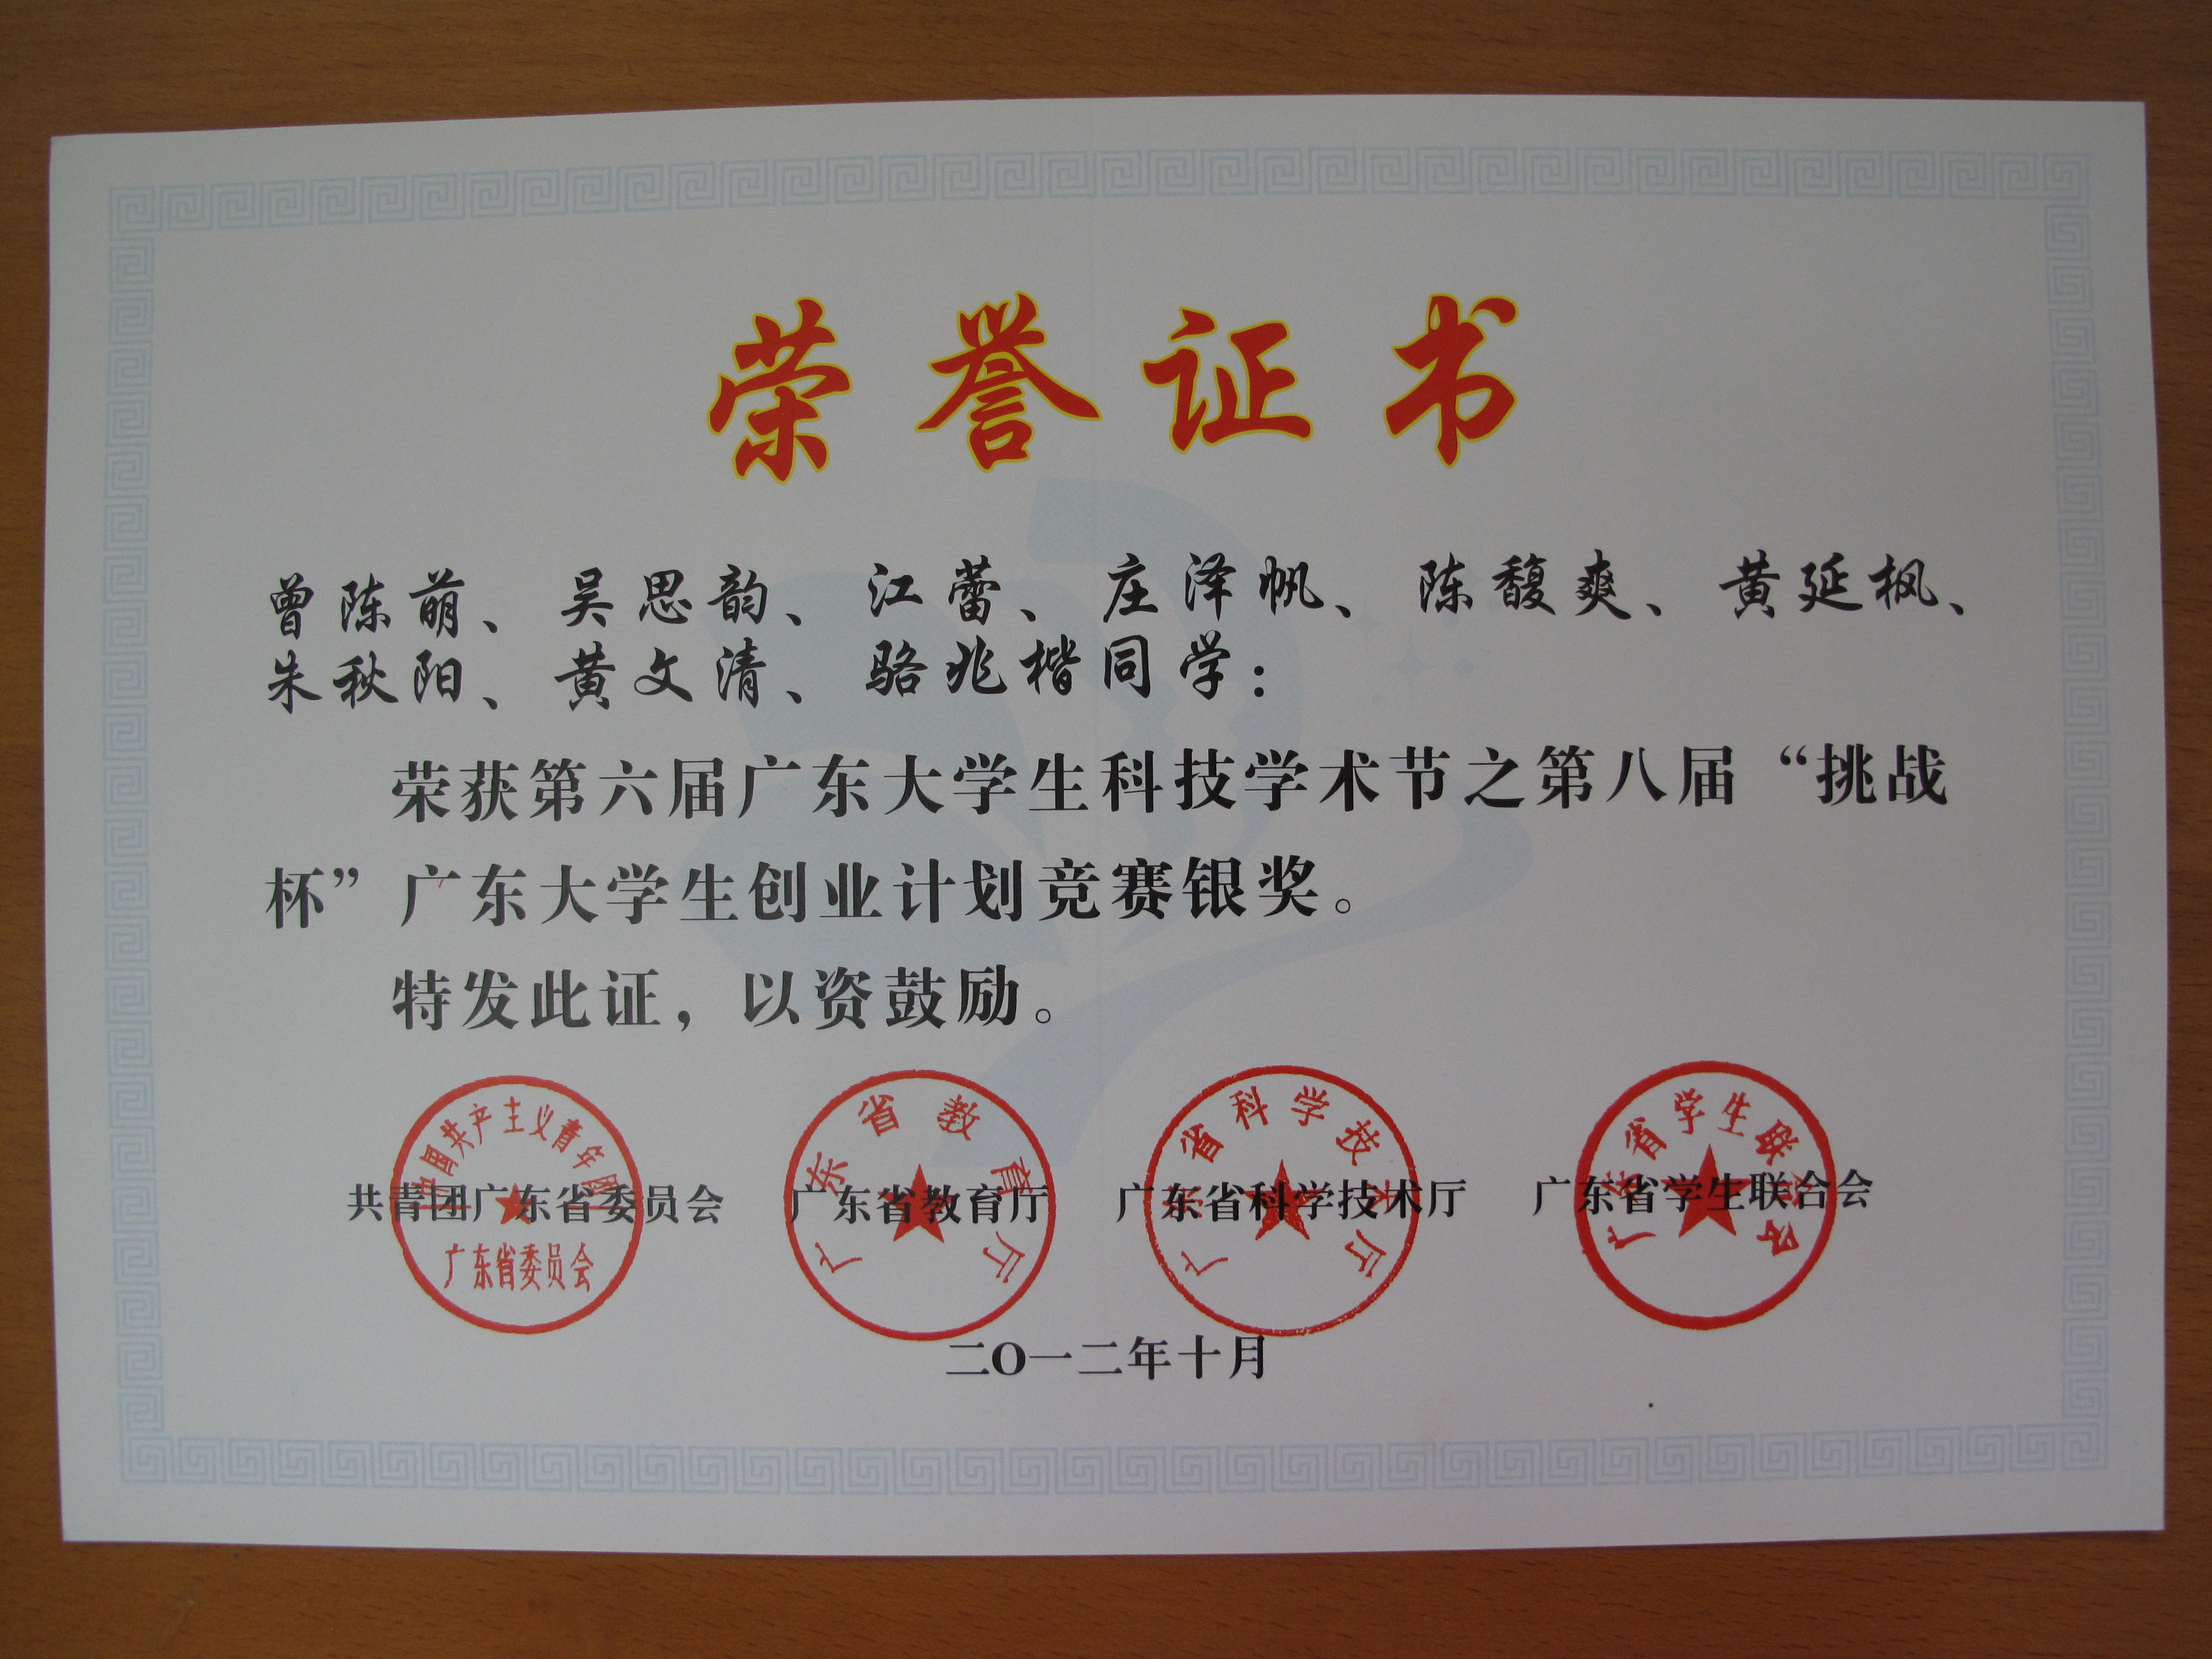 荣誉证书
曾陈萌、吴思韵、江蕾、庄泽帆、陈馥爽、黄延枫、
朱秋阳、黄文清、骆兆楷同学：
荣获第六届广东大学生科技学术节之第八届“挑战
杯”广东大学生创业计划竞赛银奖。
特发此证，以资鼓励。
中国共产主义青年团
广东省委员会
广东省教育厅
广东省科学技术厅
广东省学生联合会
共青团广东省委员会 广东省教育厅 广东省科学技术厅 广东省学生联合会
二O一二年十月